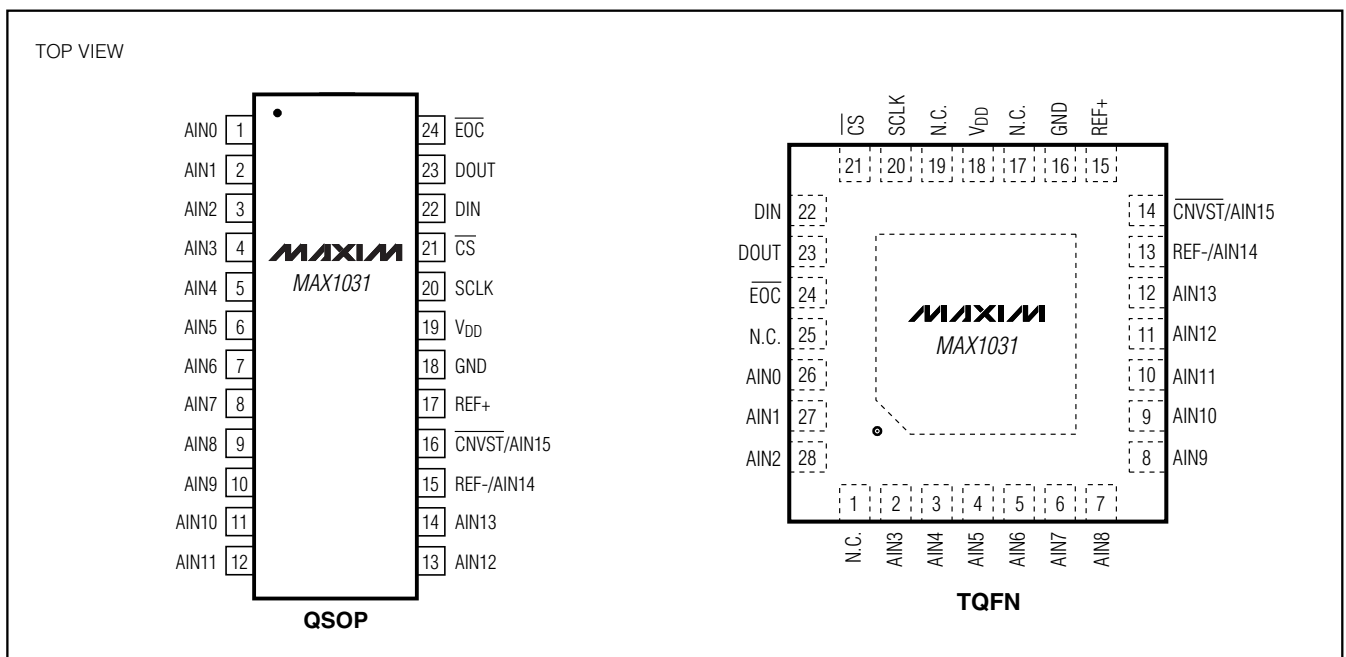 TOP VIEW
AIN0 1
AIN1 2
AIN2 3
AIN3 4
AIN4 5
AIN5 6
AIN6 7
AIN7 8
AIN8 9
AIN9 10
AIN10 11
AIN11 12
MAXIM
MAX1031
24 EOC
23 DOUT
22 DIN
21 CS
20 SCLK
19 VDD
18 GND
17 REF+
16 CNVST/AIN15
15 REF-/AIN14
14 AIN13
13 AIN12
QSOP
CS SCLK N.C. VDD N.C. GND REF+
21 20 19 18 17 16 15
DIN 22
DOUT 23
EOC 24
N.C. 25
AIN0 26
AIN1 27
AIN2 28
MAXIM
MAX1031
14 CNVST/AIN15
13 REF-/AIN14
12 AIN13
11 AIN12
10 AIN11
9 AIN10
8 AIN9
1 2 3 4 5 6 7
N.C. AIN3 AIN4 AIN5 AIN6 AIN7 AIN8
TQFN